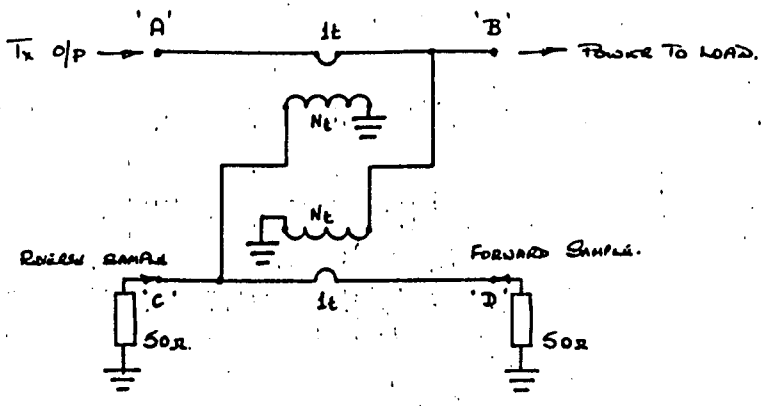 'A'
1t
'B'
Tx O/P
POWER TO LOAD.
Nt
Nt
REVERSE SAMPLE
FORWARD SAMPLE.
'C'
1t
'D'
50Ω.
50Ω